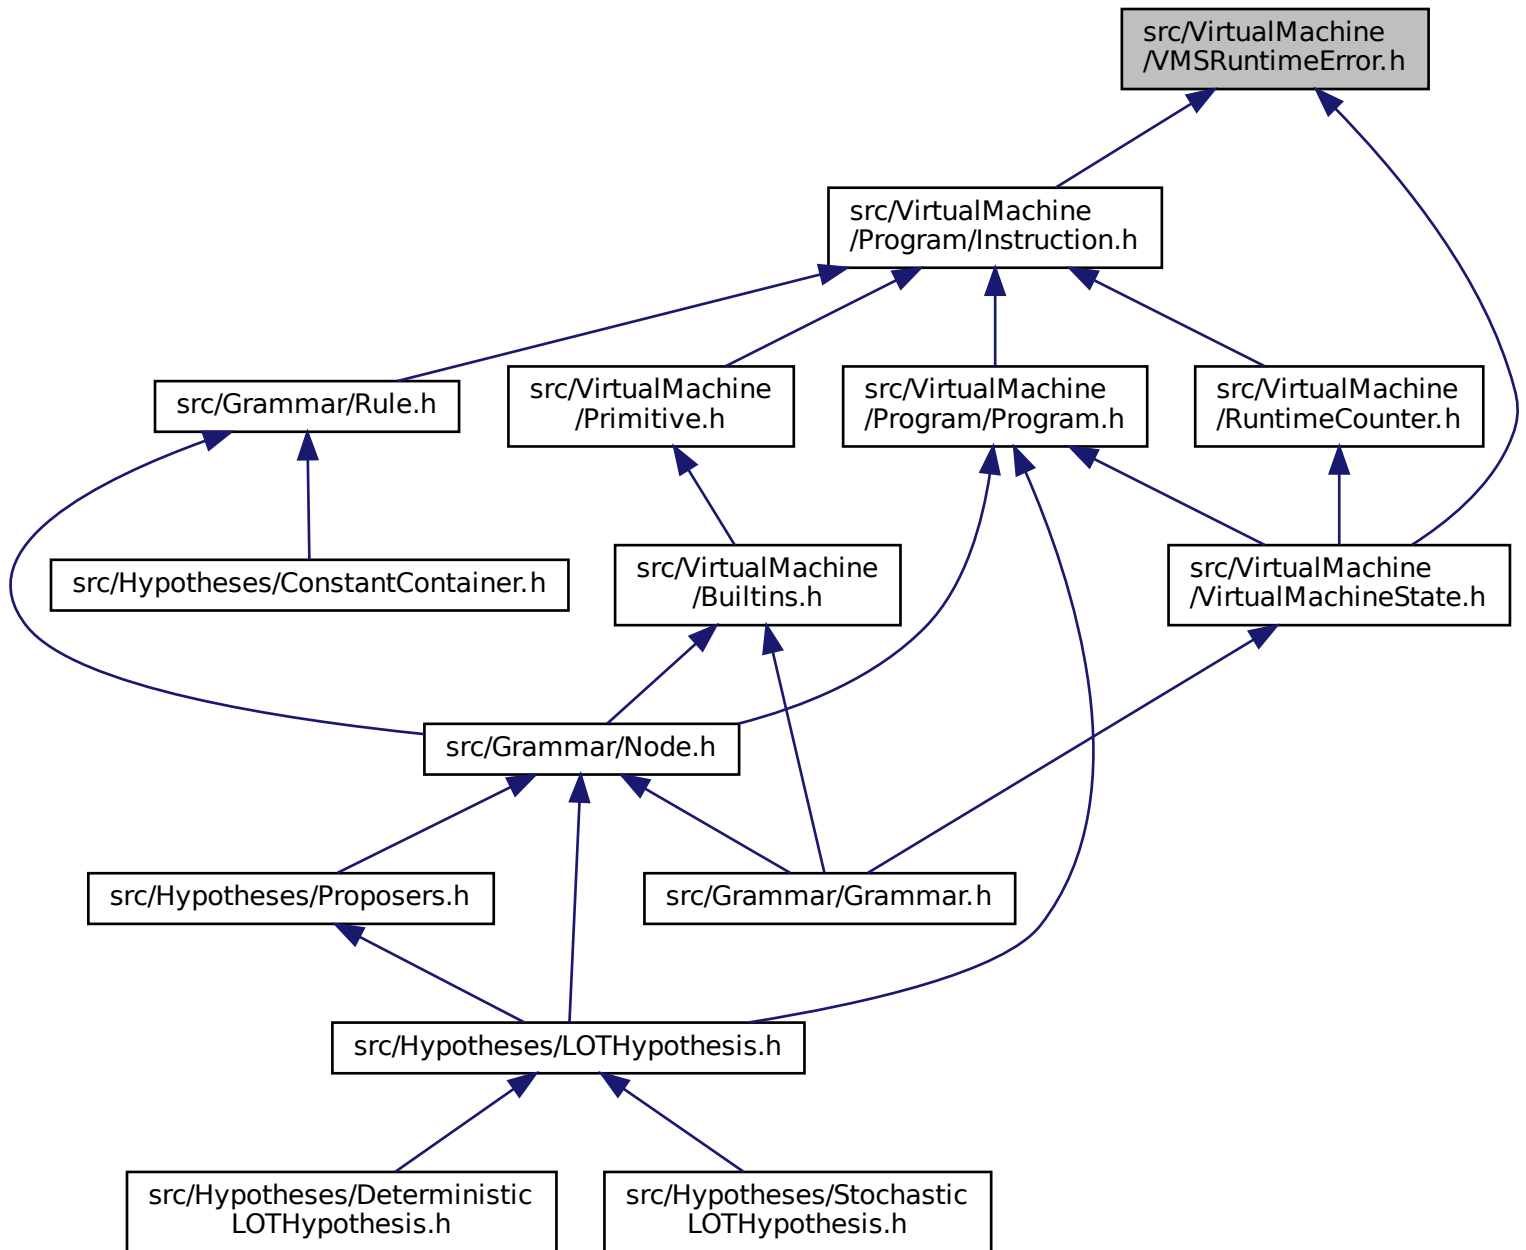 src/VirtualMachine
/VMSRuntimeError.h
src/VirtualMachine
/Program/Instruction.h
src/Grammar/Rule.h
src/VirtualMachine
/Primitive.h
src/VirtualMachine
/Program/Program.h
src/VirtualMachine
/RuntimeCounter.h
src/Hypotheses/ConstantContainer.h
src/VirtualMachine
/Builtins.h
src/VirtualMachine
/VirtualMachineState.h
src/Grammar/Node.h
src/Hypotheses/Proposers.h
src/Grammar/Grammar.h
src/Hypotheses/LOTHypothesis.h
src/Hypotheses/Deterministic
LOTHypothesis.h
src/Hypotheses/Stochastic
LOTHypothesis.h